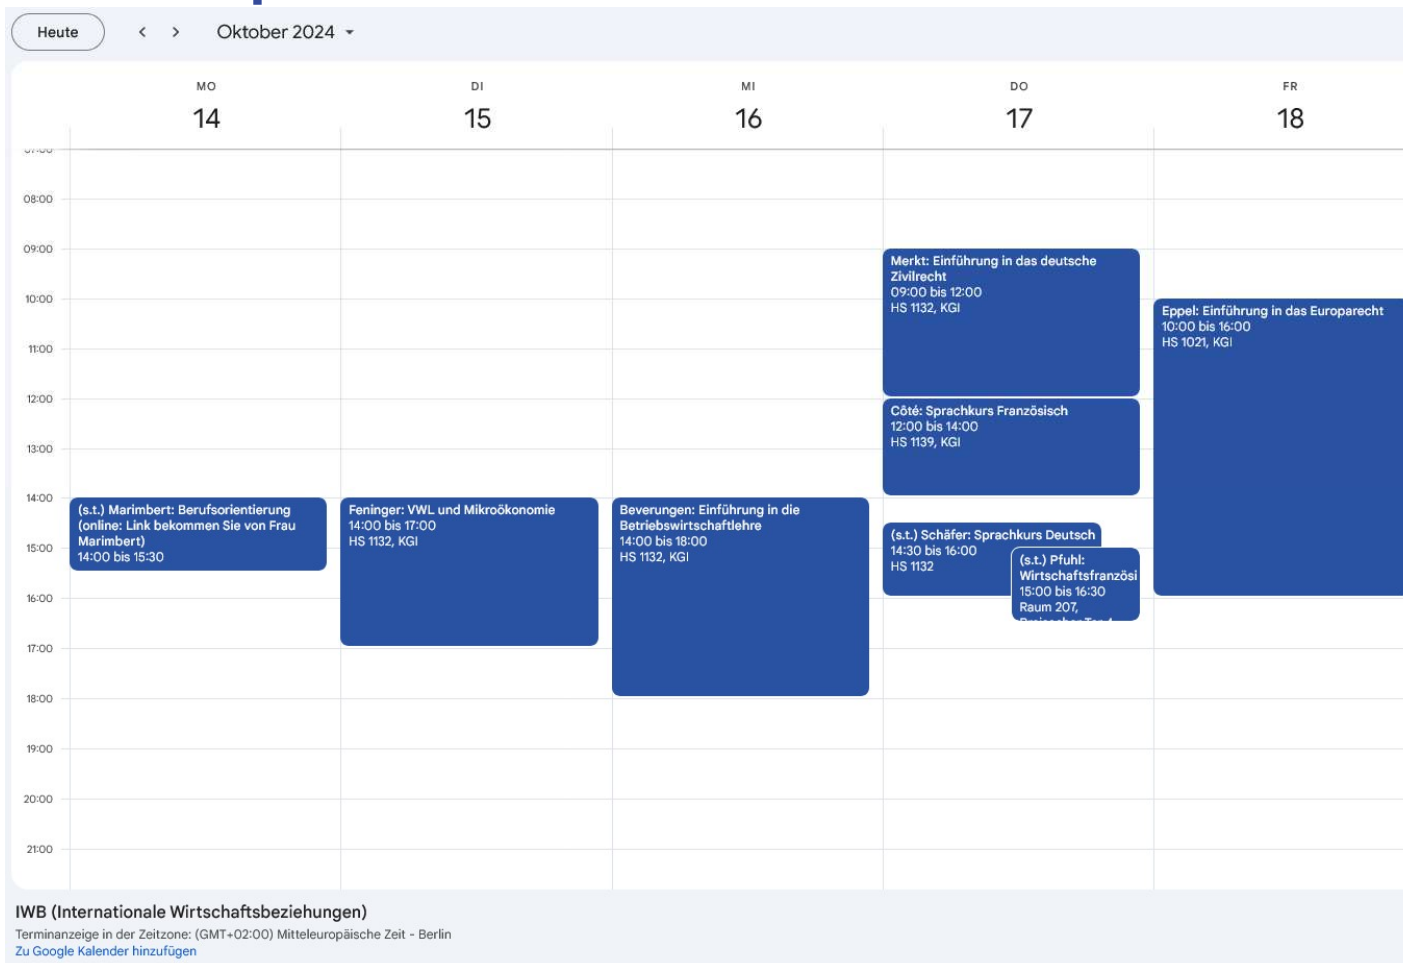 Heute
Oktober 2024
MO
14
DI
15
MI
16
DO
17
FR
18
07:00
08:00
09:00
10:00
11:00
12:00
13:00
14:00
15:00
16:00
17:00
18:00
19:00
20:00
21:00
(s.t.) Marimbert: Berufsorientierung
(online: Link bekommen Sie von Frau
Marimbert)
14:00 bis 15:30
Feninger: VWL und Mikroökonomie
14:00 bis 17:00
HS 1132, KGI
Beverungen: Einführung in die
Betriebswirtschaftlehre
14:00 bis 18:00
HS 1132, KGI
Merkt: Einführung in das deutsche
Zivilrecht
09:00 bis 12:00
HS 1132, KGI
Côté: Sprachkurs Französisch
12:00 bis 14:00
HS 1139, KGI
(s.t.) Schäfer: Sprachkurs Deutsch
14:30 bis 16:00
HS 1132
(s.t.) Pfuhl:
Wirtschaftsfranzösi
15:00 bis 16:30
Raum 207,
Eppel: Einführung in das Europarecht
10:00 bis 16:00
HS 1021, KGI
IWB (Internationale Wirtschaftsbeziehungen)
Terminanzeige in der Zeitzone: (GMT+02:00) Mitteleuropäische Zeit - Berlin
Zu Google Kalender hinzufügen